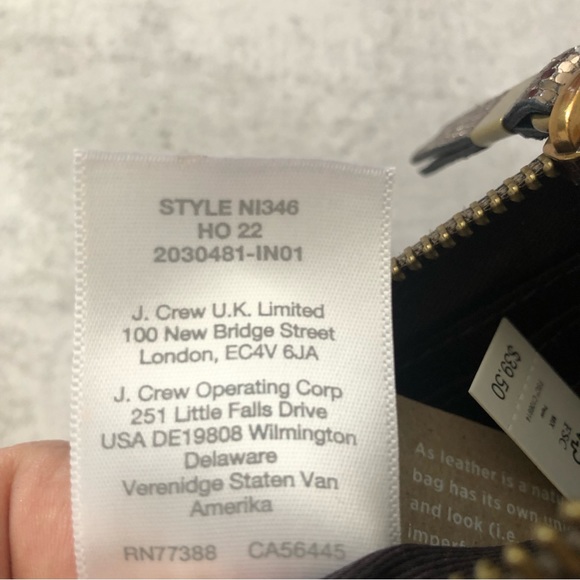 STYLE NI346
HO 22
2030481-IN01
J. Crew U.K. Limited
100 New Bridge Street
London, EC4V 6JA
J. Crew Operating Corp
251 Little Falls Drive
USA DE19808 Wilmington
Delaware
Verenidge Staten Van
Amerika
RN77388 CA56445
$39.50
FSC
As leather is a
bag has its own
and look (i.e.